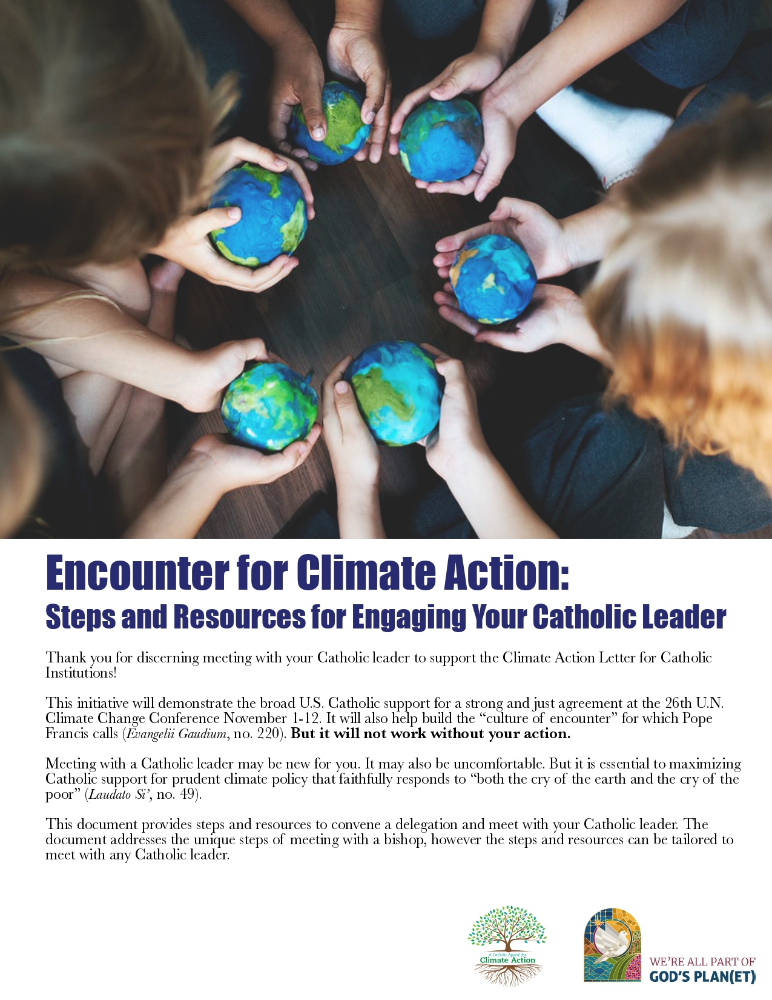 Encounter for Climate Action:
Steps and Resources for Engaging Your Catholic Leader
Thank you for discerning meeting with your Catholic leader to support the Climate Action Letter for Catholic
Institutions!
This initiative will demonstrate the broad U.S. Catholic support for a strong and just agreement at the 26th U.N.
Climate Change Conference November 1-12. It will also help build the “culture of encounter” for which Pope
Francis calls (Evangelii Gaudium, no. 220). But it will not work without your action.
Meeting with a Catholic leader may be new for you. It may also be uncomfortable. But it is essential to maximizing
Catholic support for prudent climate policy that faithfully responds to “both the cry of the earth and the cry of the
poor” (Laudato Si’, no. 49).
This document provides steps and resources to convene a delegation and meet with your Catholic leader. The
document addresses the unique steps of meeting with a bishop, however the steps and resources can be tailored to
meet with any Catholic leader.
A Catholic Appeal for
Climate Action
WE’RE ALL PART OF
GOD’S PLAN(ET)